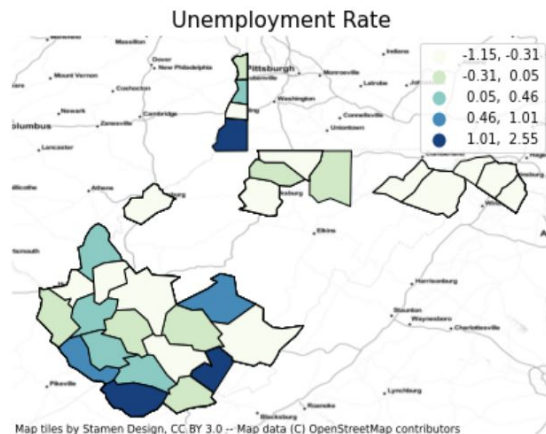 Unemployment Rate
Massillon
Dover
New Philadelphia
Pittsburgh
Indiana
Mount Vernon
Monroeville
Latrobe
Coshocton
Washington
Newark
Cambridge
Connellsville
Zanesville
Uniontown
Lancaster
-1.15, -0.31
-0.31, 0.05
0.05, 0.46
0.46, 1.01
1.01, 2.55
Athens
Elkins
Harrisonburg
Staunton
Waynesboro
Charlottesville
Pikeville
Lynchburg
Roanoke
Blacksburg
Map tiles by Stamen Design, CC BY 3.0 -- Map data (C) OpenStreetMap contributors